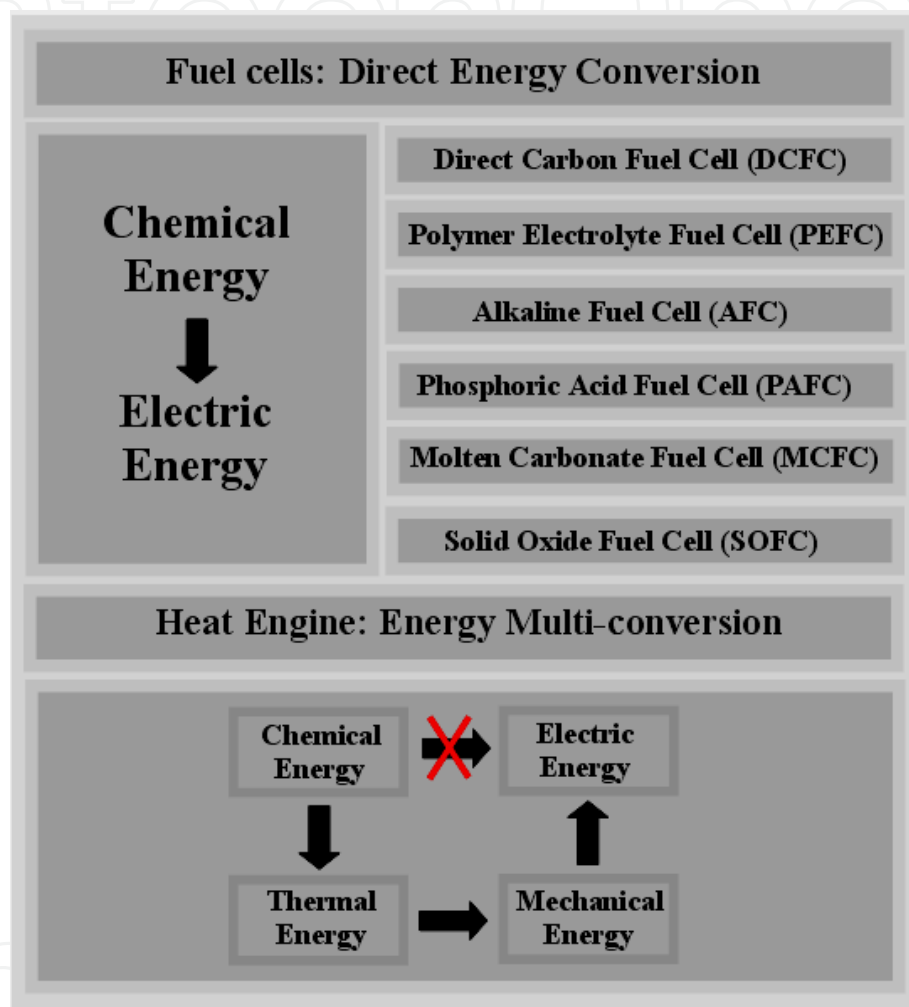 Fuel cells: Direct Energy Conversion
Chemical
Energy
Electric
Energy
Direct Carbon Fuel Cell (DCFC)
Polymer Electrolyte Fuel Cell (PEFC)
Alkaline Fuel Cell (AFC)
Phosphoric Acid Fuel Cell (PAFC)
Molten Carbonate Fuel Cell (MCFC)
Solid Oxide Fuel Cell (SOFC)
Heat Engine: Energy Multi-conversion
Chemical
Energy
Electric
Energy
Thermal
Energy
Mechanical
Energy